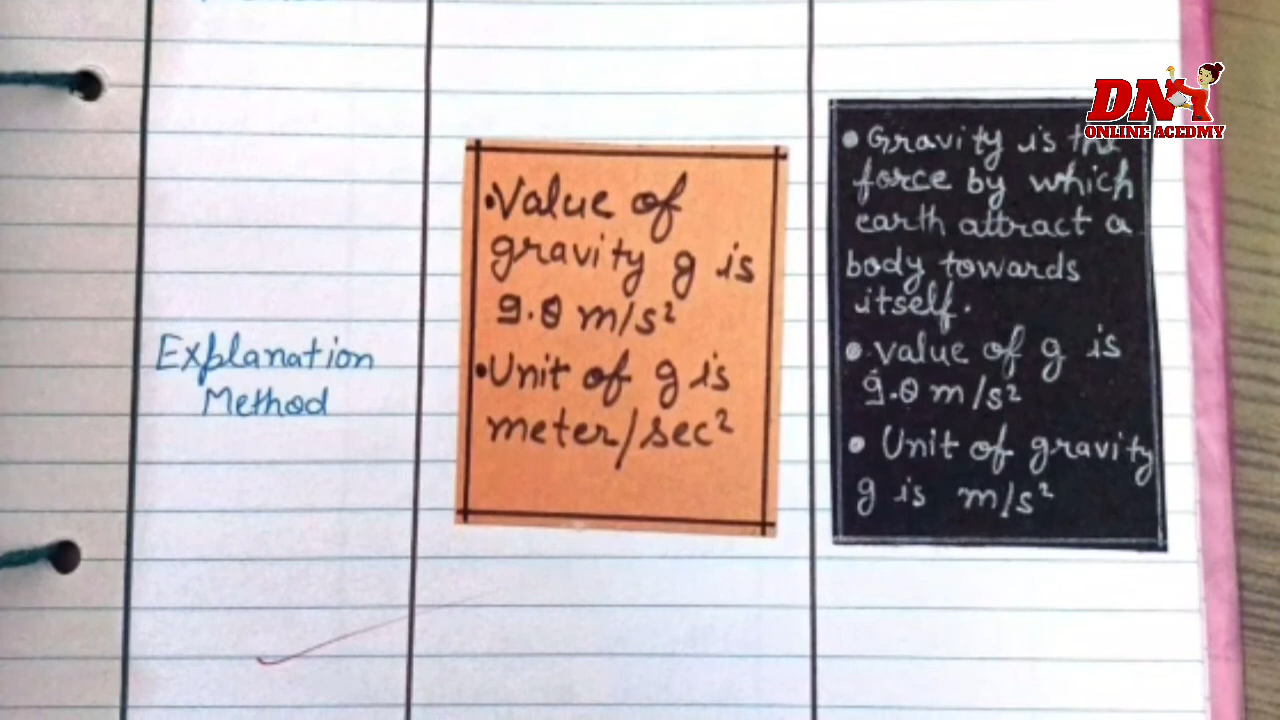 Explanation
Method
•Value of
gravity g is
9.8 m/s²
•Unit of g is
meter/sec²
• Gravity is the
force by which
earth attract a
body towards
itself.
• value of g is
9.8 m/s²
• Unit of gravity
g is m/s²
DN
ONLINE ACEDMY